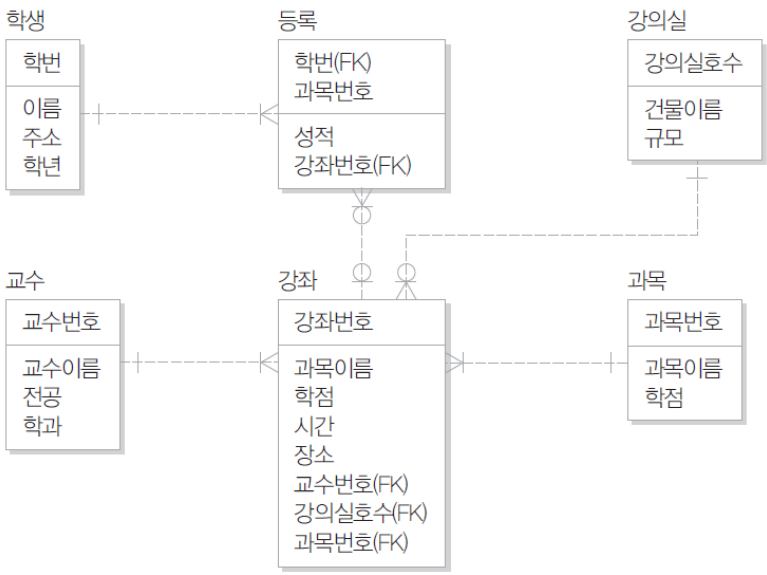 학생
학번
이름
주소
학년
등록
학번(FK)
과목번호
성적
강좌번호(FK)
강의실
강의실호수
건물이름
규모
교수
교수번호
교수이름
전공
학과
강좌
강좌번호
과목이름
학점
시간
장소
교수번호(FK)
강의실호수(FK)
과목번호(FK)
과목
과목번호
과목이름
학점